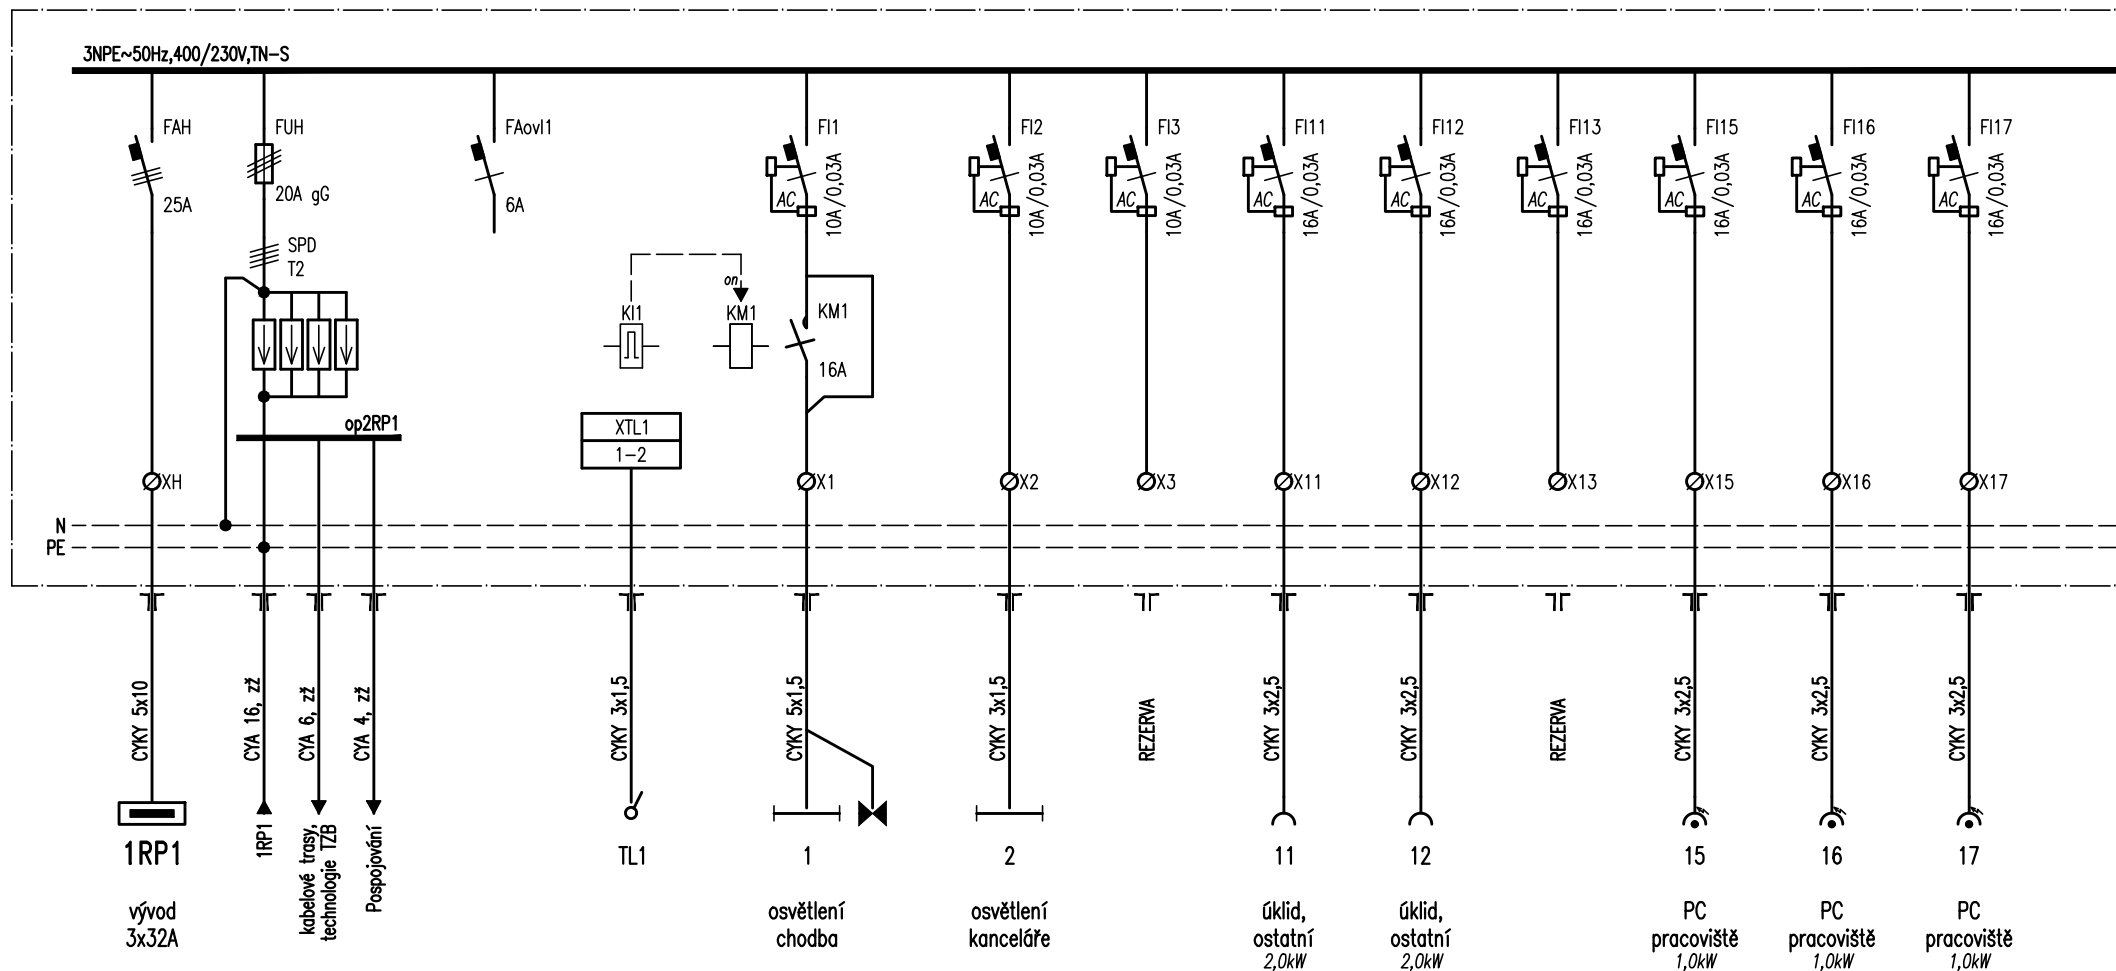 3NPE~50Hz,400/230V,TN-S
FAH
25A
FUH
20A gG
SPD
T2
FAovl1
6A
FI1
AC
10A/0,03A
FI2
AC
10A/0,03A
FI3
AC
10A/0,03A
FI11
AC
16A/0,03A
FI12
AC
16A/0,03A
FI13
AC
16A/0,03A
FI15
AC
16A/0,03A
FI16
AC
16A/0,03A
FI17
AC
16A/0,03A
on
KI1
KM1
KM1
16A
op2RP1
XTL1
1-2
XH
X1
X2
X3
X11
X12
X13
X15
X16
X17
N
PE
CYKY 5x10
CYA 16, zž
CYA 6, zž
CYA 4, zž
CYKY 3x1,5
CYKY 5x1,5
CYKY 3x1,5
REZERVA
CYKY 3x2,5
CYKY 3x2,5
REZERVA
CYKY 3x2,5
CYKY 3x2,5
CYKY 3x2,5
1RP1
vývod
3x32A
1RP1
kabelové trasy,
technologie TZB
Pospojování
TL1
1
osvětlení
chodba
2
osvětlení
kanceláře
11
úklid,
ostatní
2,0kW
12
úklid,
ostatní
2,0kW
15
PC
pracoviště
1,0kW
16
PC
pracoviště
1,0kW
17
PC
pracoviště
1,0kW